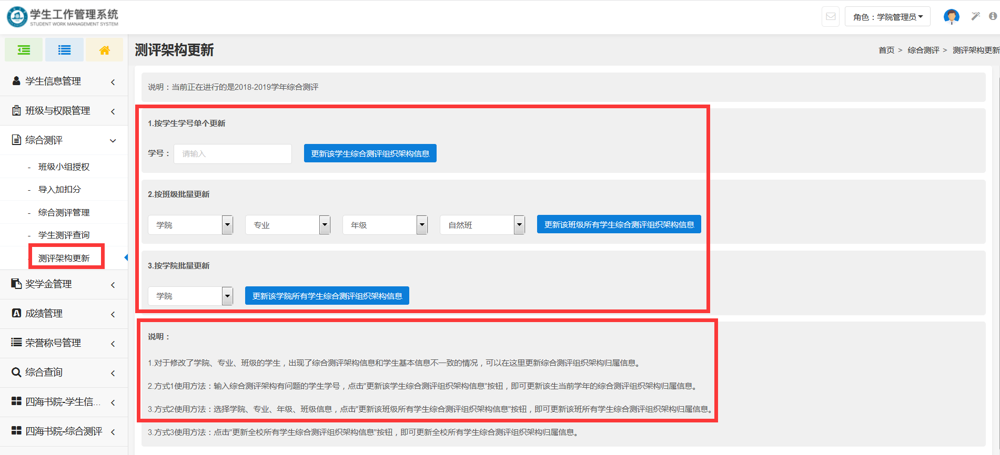 学生工作管理系统
STUDENT WORK MANAGEMENT SYSTEM
角色：学院管理员
测评架构更新
首页 > 综合测评 > 测评架构更新
学生信息管理
班级与权限管理
综合测评
- 班级小组授权
- 导入加扣分
- 综合测评管理
- 学生测评查询
- 测评架构更新
奖学金管理
成绩管理
荣誉称号管理
综合查询
四海书院-学生信...
四海书院-综合测评
说明：当前正在进行的是2018-2019学年综合测评
1.按学生学号单个更新
学号： 请输入 更新该学生综合测评组织架构信息
2.按班级批量更新
学院 专业 年级 自然班 更新该班级所有学生综合测评组织架构信息
3.按学院批量更新
学院 更新该学院所有学生综合测评组织架构信息
说明：
1.对于修改了学院、专业、班级的学生，出现了综合测评架构信息和学生基本信息不一致的情况，可以在这里更新综合测评组织架构归属信息。
2.方式1使用方法：输入综合测评架构有问题的学生学号，点击"更新该学生综合测评组织架构信息"按钮，即可更新该生当前学年的综合测评组织架构归属信息。
3.方式2使用方法：选择学院、专业、年级、班级信息，点击"更新该班级所有学生综合测评组织架构信息"按钮，即可更新该班所有学生综合测评组织架构归属信息。
3.方式3使用方法：点击"更新全校所有学生综合测评组织架构信息"按钮，即可更新全校所有学生综合测评组织架构归属信息。